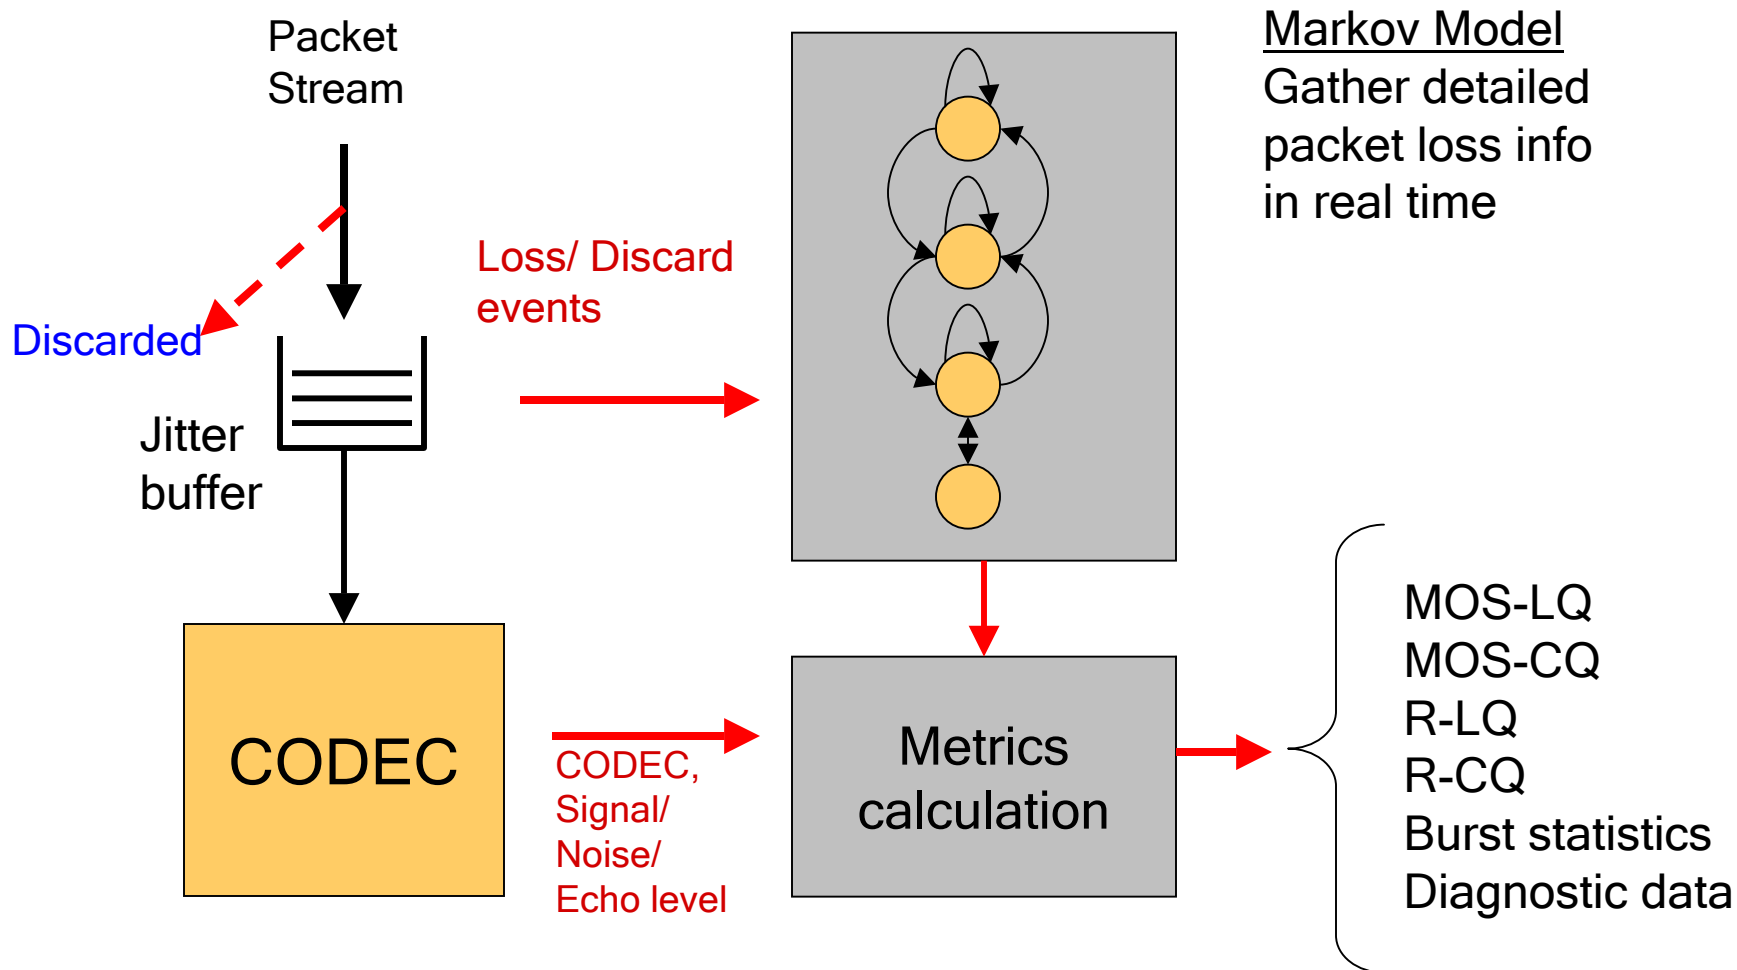 Packet
Stream
Markov Model
Gather detailed
packet loss info
in real time
Loss/ Discard
events
Discarded
Jitter
buffer
CODEC
CODEC,
Signal/
Noise/
Echo level
Metrics
calculation
MOS-LQ
MOS-CQ
R-LQ
R-CQ
Burst statistics
Diagnostic data